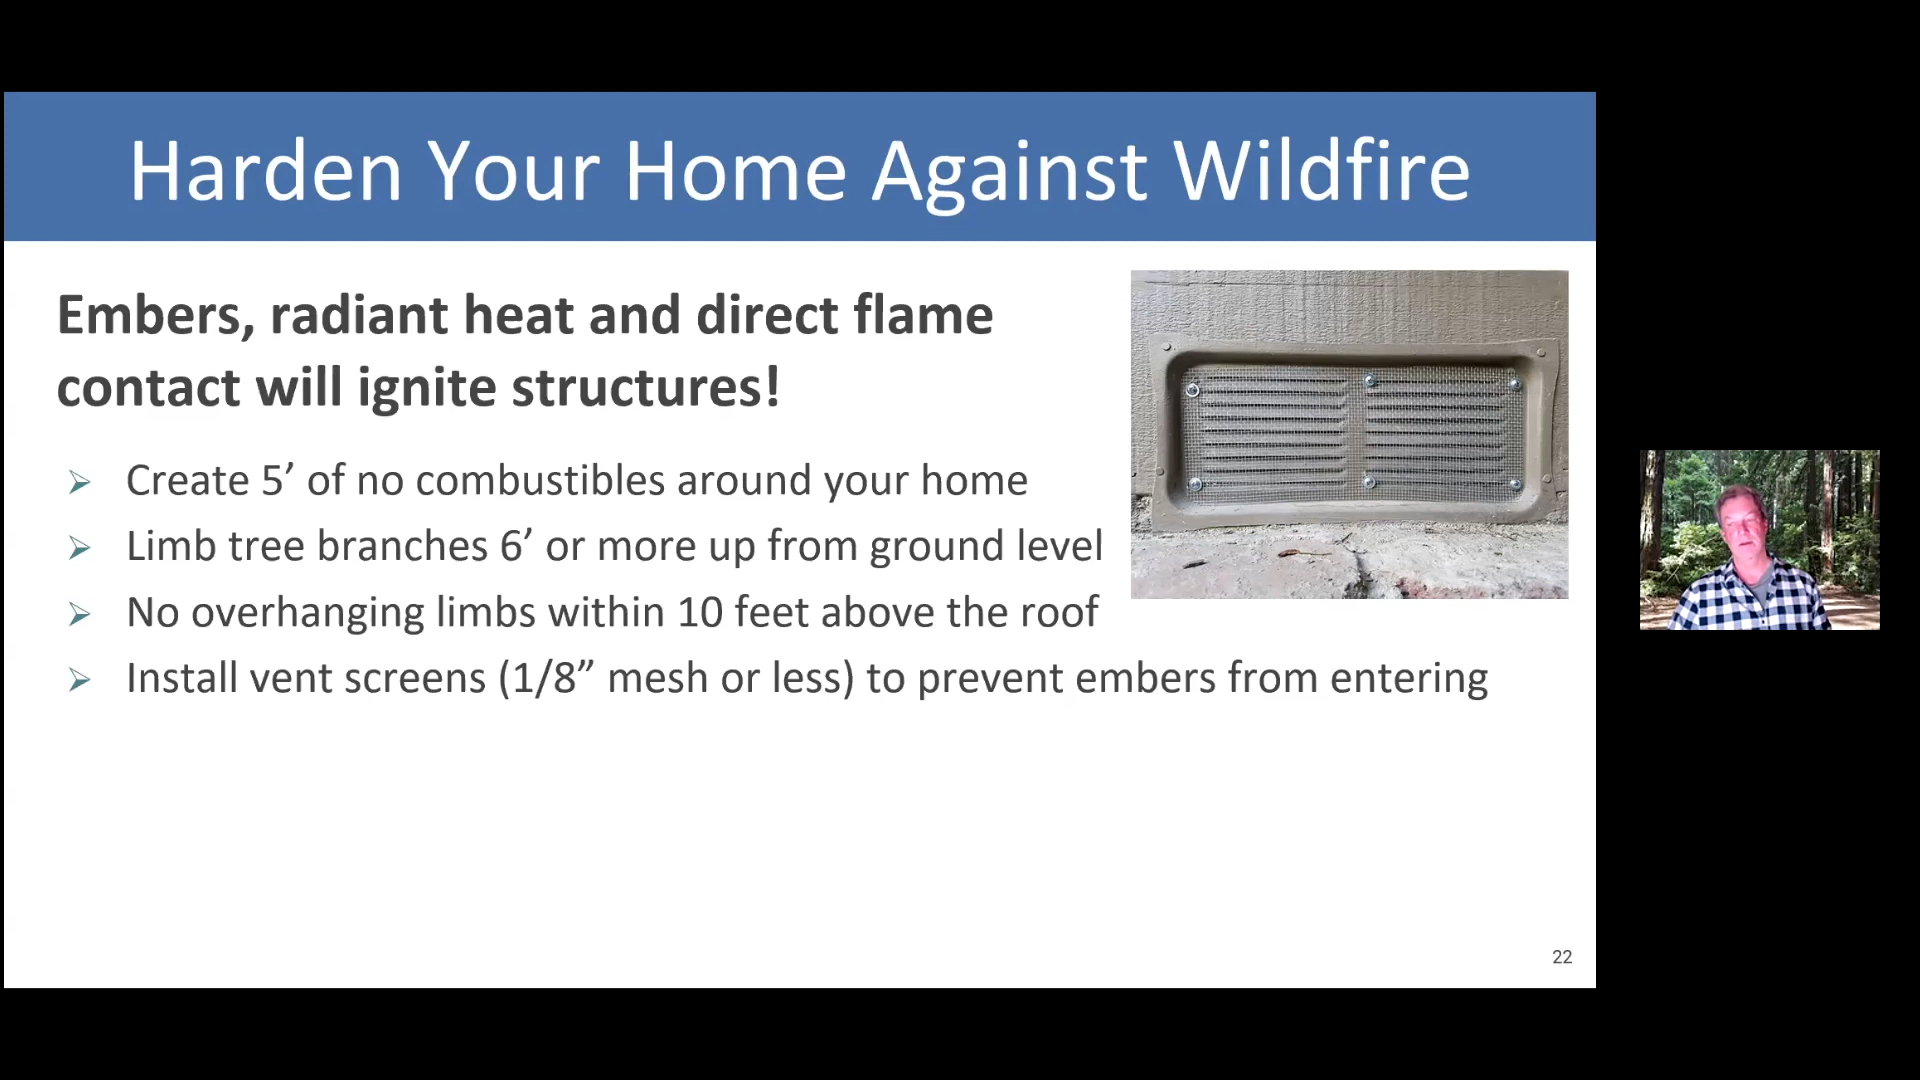 Harden Your Home Against Wildfire
Embers, radiant heat and direct flame
contact will ignite structures!
➢ Create 5’ of no combustibles around your home
➢ Limb tree branches 6’ or more up from ground level
➢ No overhanging limbs within 10 feet above the roof
➢ Install vent screens (1/8” mesh or less) to prevent embers from entering
22